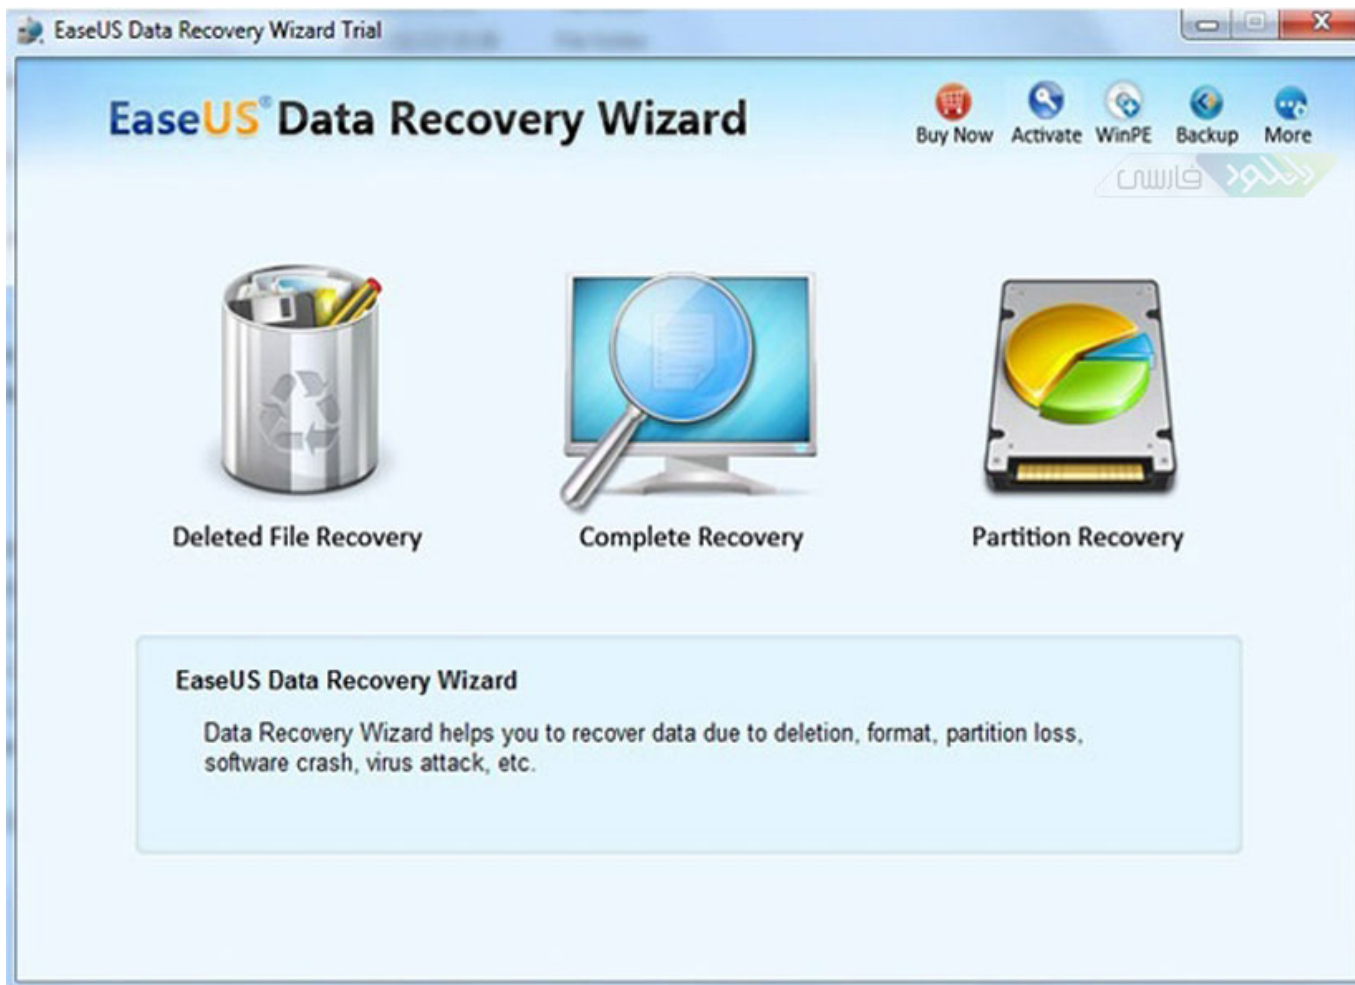 EaseUS Data Recovery Wizard Trial
EaseUS® Data Recovery Wizard
Buy Now Activate WinPE Backup More
دانلود فارسی
Deleted File Recovery Complete Recovery Partition Recovery
EaseUS Data Recovery Wizard
Data Recovery Wizard helps you to recover data due to deletion, format, partition loss,
software crash, virus attack, etc.